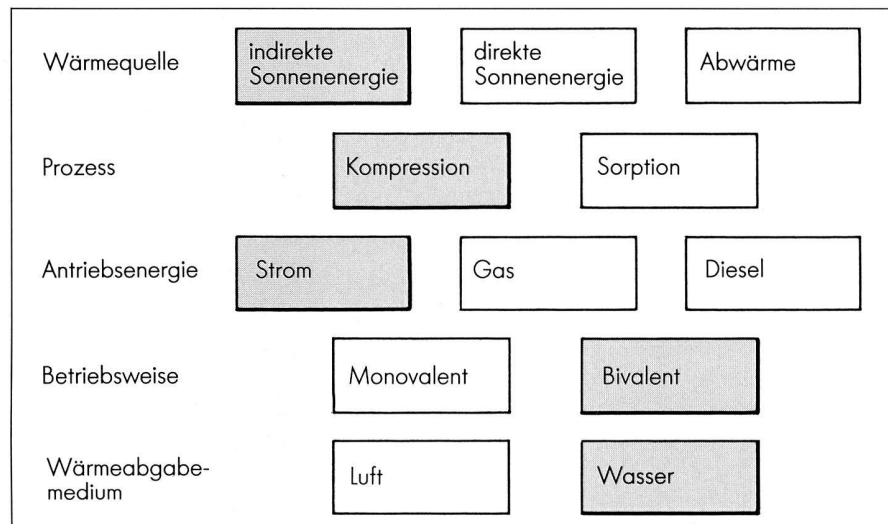 Wärmequelle
indirekte
Sonnenenergie
direkte
Sonnenenergie
Abwärme
Prozess
Kompression
Sorption
Antriebsenergie
Strom
Gas
Diesel
Betriebsweise
Monovalent
Bivalent
Wärmeabgabe-
medium
Luft
Wasser